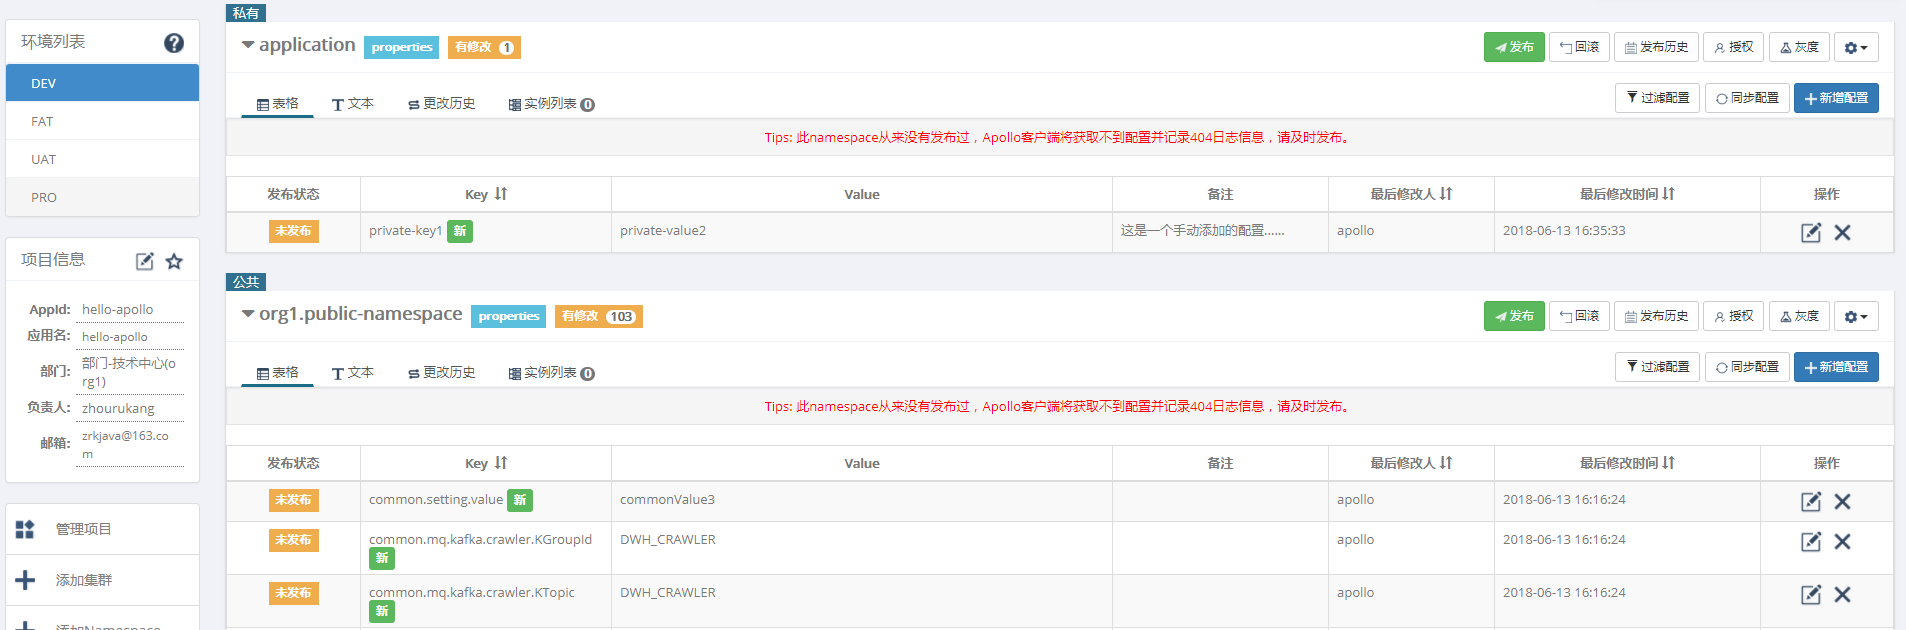 环境列表
DEV
FAT
UAT
PRO
项目信息
AppId: hello-apollo
应用名: hello-apollo
部门: 部门-技术中心(o
rg1)
负责人: zhourukang
邮箱: zrkjava@163.co
m
管理项目
添加集群
添加Namespace
私有
application properties 有修改 1
发布 回滚 发布历史 授权 灰度
表格 文本 更改历史 实例列表 0
过滤配置 同步配置 新增配置
Tips: 此namespace从来没有发布过，Apollo客户端将获取不到配置并记录404日志信息，请及时发布。
发布状态 Key Value 备注 最后修改人 最后修改时间 操作
未发布 private-key1 新 private-value2 这是一个手动添加的配置...... apollo 2018-06-13 16:35:33
公共
org1.public-namespace properties 有修改 103
发布 回滚 发布历史 授权 灰度
表格 文本 更改历史 实例列表 0
过滤配置 同步配置 新增配置
Tips: 此namespace从来没有发布过，Apollo客户端将获取不到配置并记录404日志信息，请及时发布。
发布状态 Key Value 备注 最后修改人 最后修改时间 操作
未发布 common.setting.value 新 commonValue3 apollo 2018-06-13 16:16:24
未发布 common.mq.kafka.crawler.KGroupId DWH_CRAWLER apollo 2018-06-13 16:16:24
新
未发布 common.mq.kafka.crawler.KTopic DWH_CRAWLER apollo 2018-06-13 16:16:24
新